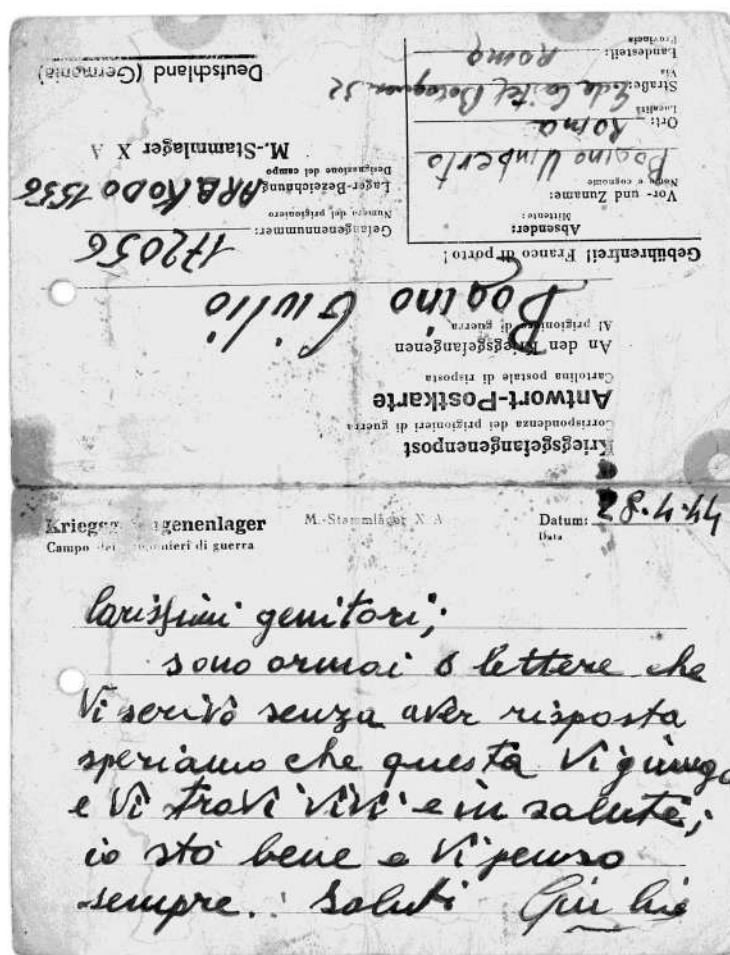 Kriegsgefangenenpost
Corrispondenza dei prigionieri di guerra
Antwort-Postkarte
Cartolina postale di risposta
An den Kriegsgefangenen
Al prigioniero di guerra
Bogino Giulio
Gebührenfrei! Franco di porto!
Absender:
Mittente:
Vor- und Zuname:
Nome e cognome
Bogino Umberto
Ort: Roma
Località
Straße: Castel Bolognese 32
Via
Landesteil: Roma
Provincia
Gefangenennummer: 172056
Numero del prigioniero
Lager-Bezeichnung ARB.KODO 1556
Designazione del campo
M.-Stammlager X A
Deutschland (Germania)
Kriegsgefangenenlager M.-Stammlager X A Datum:
Campo dei prigionieri di guerra Data
Carissimi genitori;
sono ormai 6 lettere che
Vi scrivo senza aver risposta
speriamo che questa Vi giunga
e Vi trovi vivi e in salute;
io sto bene e Vi penso
sempre. Saluti Giulio